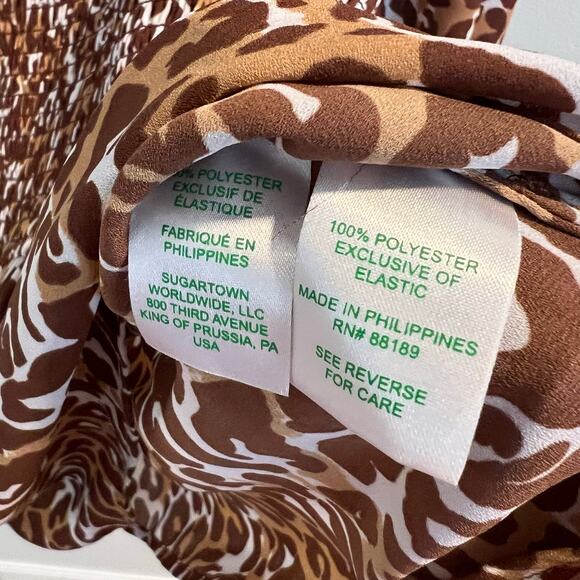 % POLYESTER
EXCLUSIF DE
ÉLASTIQUE
FABRIQUÉ EN
PHILIPPINES
SUGARTOWN
WORLDWIDE, LLC
800 THIRD AVENUE
KING OF PRUSSIA, PA
USA
100% POLYESTER
EXCLUSIVE OF
ELASTIC
MADE IN PHILIPPINES
RN# 88189
SEE REVERSE
FOR CARE